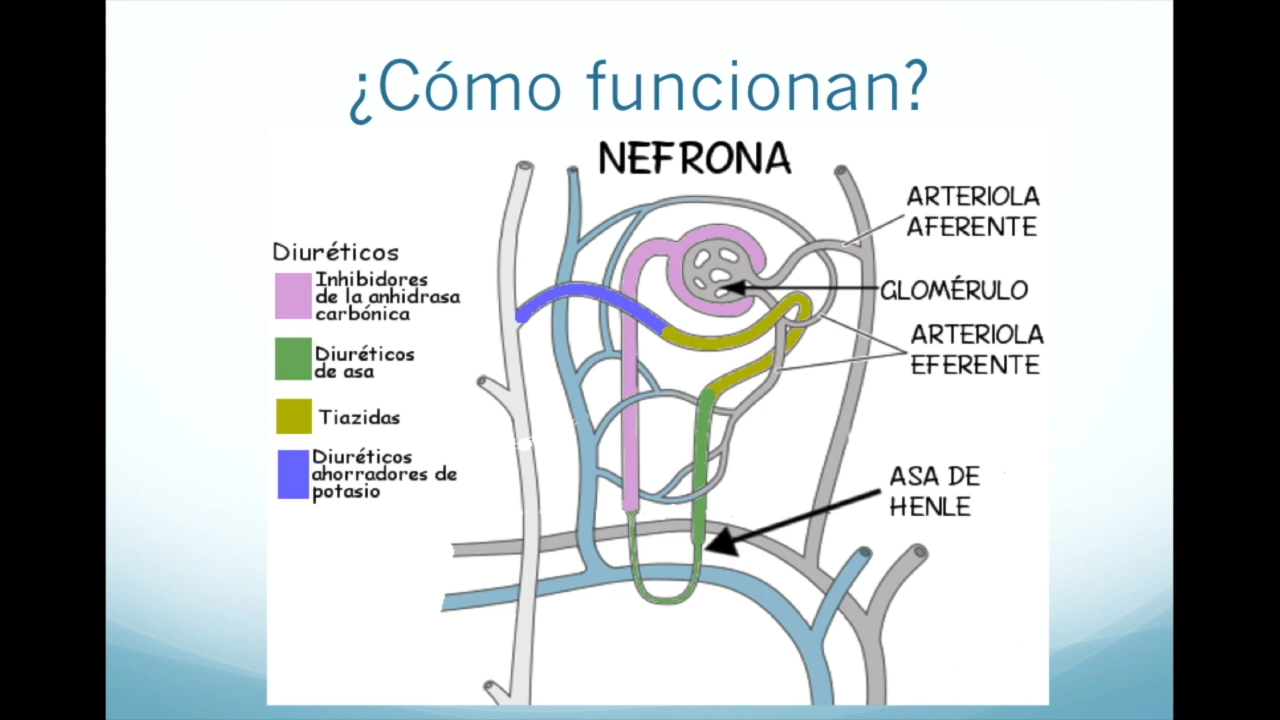 ¿Cómo funcionan?
NEFRONA
ARTERIOLA
AFERENTE
GLOMÉRULO
ARTERIOLA
EFERENTE
ASA DE
HENLE
Diuréticos
Inhibidores
de la anhidrasa
carbónica
Diuréticos
de asa
Tiazidas
Diuréticos
ahorradores de
potasio